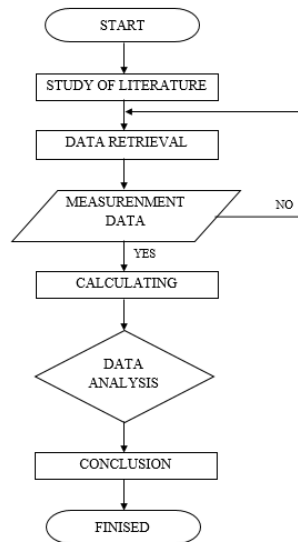 START
STUDY OF LITERATURE
DATA RETRIEVAL
MEASURENMENT
DATA
NO
YES
CALCULATING
DATA
ANALYSIS
CONCLUSION
FINISED